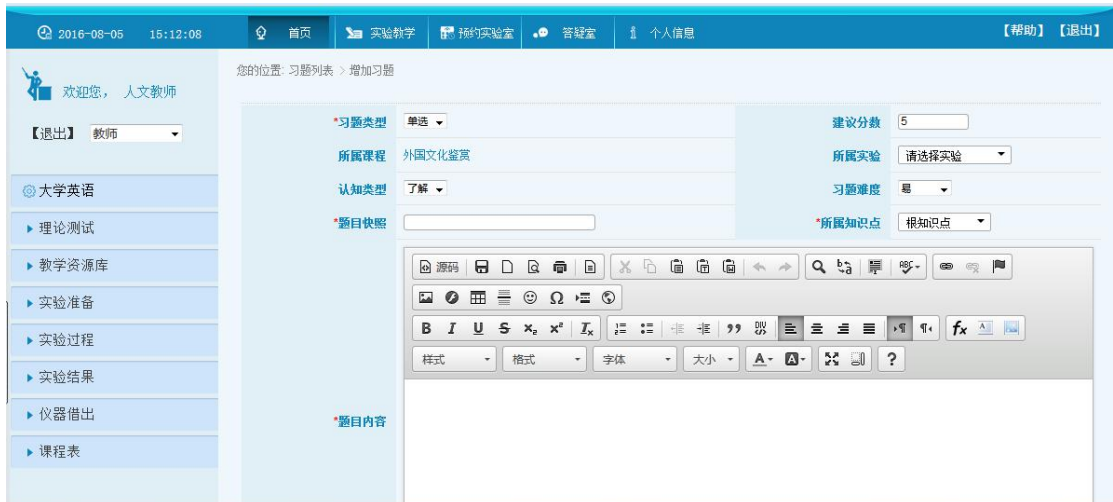 2016-08-05 15:12:08 首页 实验教学 预约实验室 答疑室 个人信息 【帮助】 【退出】
欢迎您， 人文教师
【退出】 教师
大学英语
理论测试
教学资源库
实验准备
实验过程
实验结果
仪器借出
课程表
您的位置: 习题列表 > 增加习题
*习题类型 单选 建议分数 5
所属课程 外国文化鉴赏 所属实验 请选择实验
认知类型 了解 习题难度 易
*题目快照 *所属知识点 根知识点
源码
样式 格式 字体 大小
*题目内容